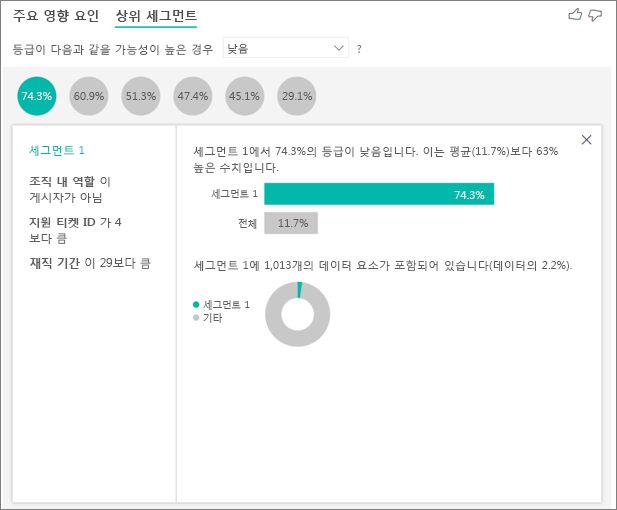 주요 영향 요인 상위 세그먼트
등급이 다음과 같을 가능성이 높은 경우 낮음 ?
74.3% 60.9% 51.3% 47.4% 45.1% 29.1%
세그먼트 1
조직 내 역할 이
게시자가 아님
지원 티켓 ID 가 4
보다 큼
재직 기간 이 29보다 큼
세그먼트 1에서 74.3%의 등급이 낮음입니다. 이는 평균(11.7%)보다 63%
높은 수치입니다.
세그먼트 1 74.3%
전체 11.7%
세그먼트 1에 1,013개의 데이터 요소가 포함되어 있습니다(데이터의 2.2%).
세그먼트 1
기타